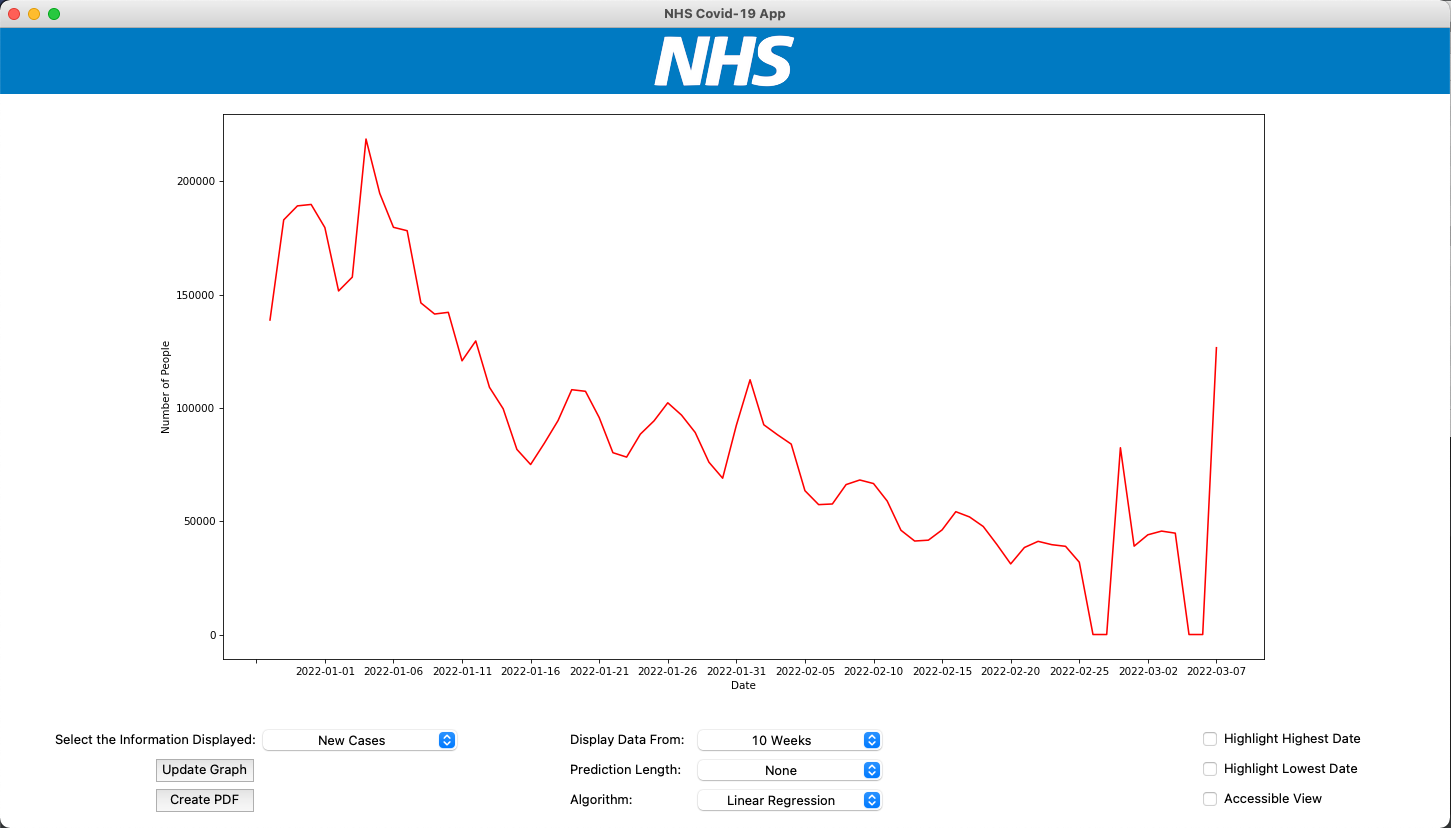 NHS Covid-19 App
NHS
200000
150000
100000
50000
0
Number of People
2022-01-01 2022-01-06 2022-01-11 2022-01-16 2022-01-21 2022-01-26 2022-01-31 2022-02-05 2022-02-10 2022-02-15 2022-02-20 2022-02-25 2022-03-02 2022-03-07
Date
Select the Information Displayed: New Cases Display Data From: 10 Weeks Highlight Highest Date
Update Graph Prediction Length: None Highlight Lowest Date
Create PDF Algorithm: Linear Regression Accessible View